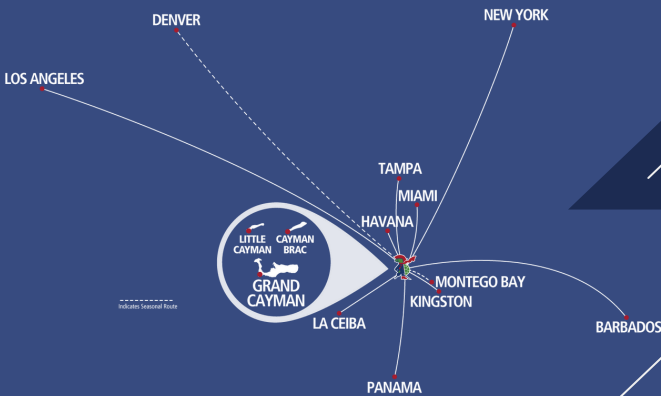 DENVER
NEW YORK
LOS ANGELES
TAMPA
MIAMI
HAVANA
LITTLE
CAYMAN
CAYMAN
BRAC
GRAND
CAYMAN
MONTEGO BAY
KINGSTON
Indicates Seasonal Route
LA CEIBA
BARBADOS
PANAMA